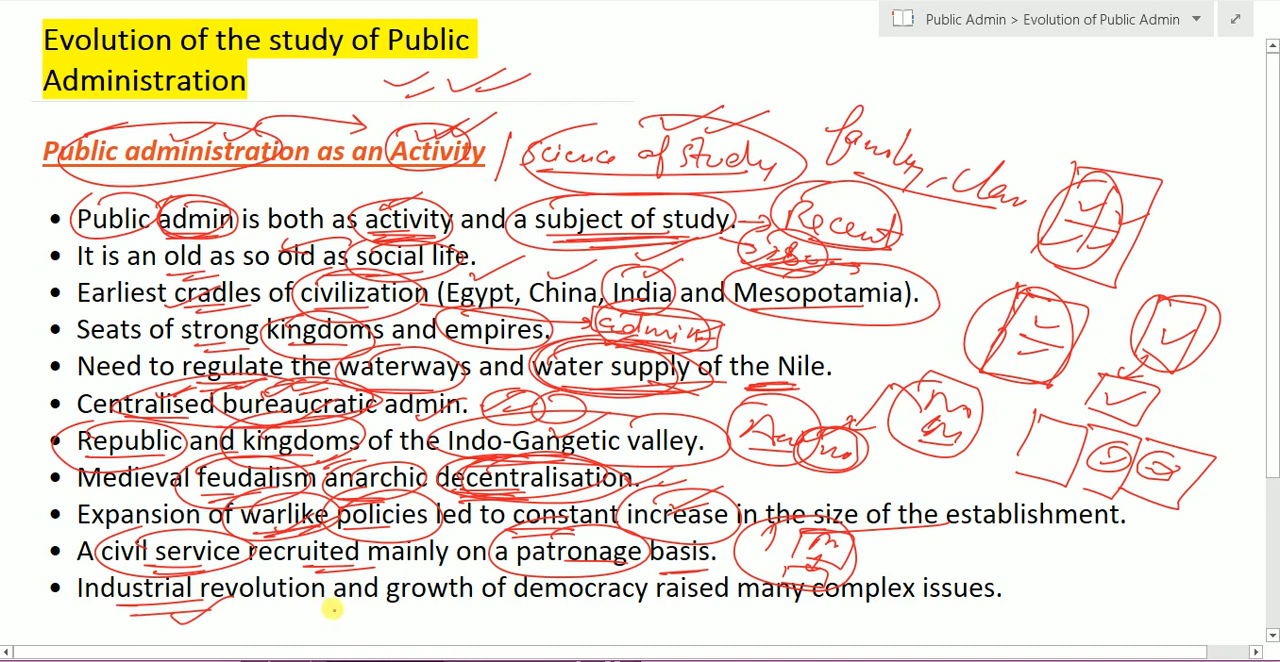 Public Admin > Evolution of Public Admin
Evolution of the study of Public
Administration
Public administration as an Activity / Science of study
family - clan
• Public admin is both as activity and a subject of study. → Recent
• It is an old as so old as social life.
• Earliest cradles of civilization (Egypt, China, India and Mesopotamia).
• Seats of strong kingdoms and empires. admin
• Need to regulate the waterways and water supply of the Nile.
• Centralised bureaucratic admin.
• Republic and kingdoms of the Indo-Gangetic valley.
• Medieval feudalism anarchic decentralisation.
• Expansion of warlike policies led to constant increase in the size of the establishment.
• A civil service recruited mainly on a patronage basis.
• Industrial revolution and growth of democracy raised many complex issues.